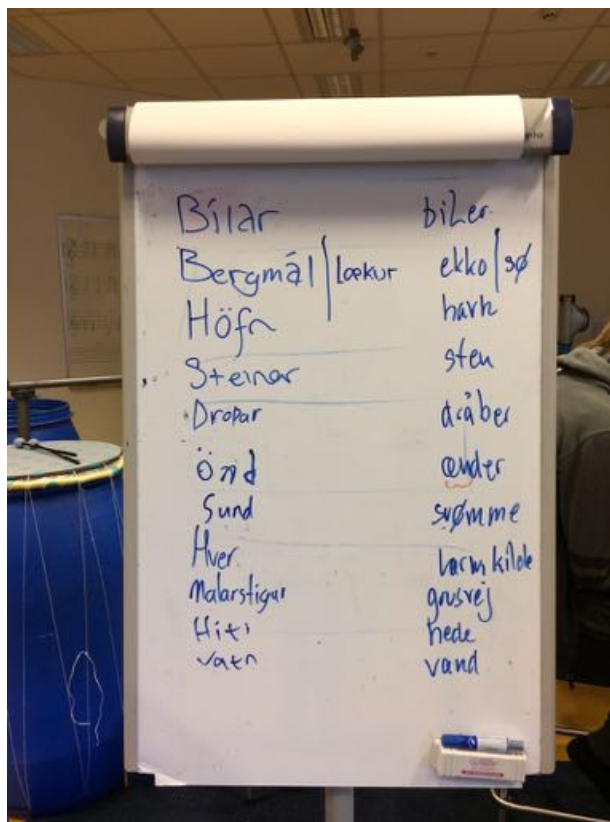 Bílar biler
Bergmál | Lækur ekko | sø
Höfn havn
Steinar sten
Dropar dråber
Önd ænder
Sund svømme
Hver varm kilde
Malarstígur grusvej
Hiti hede
vatn vand